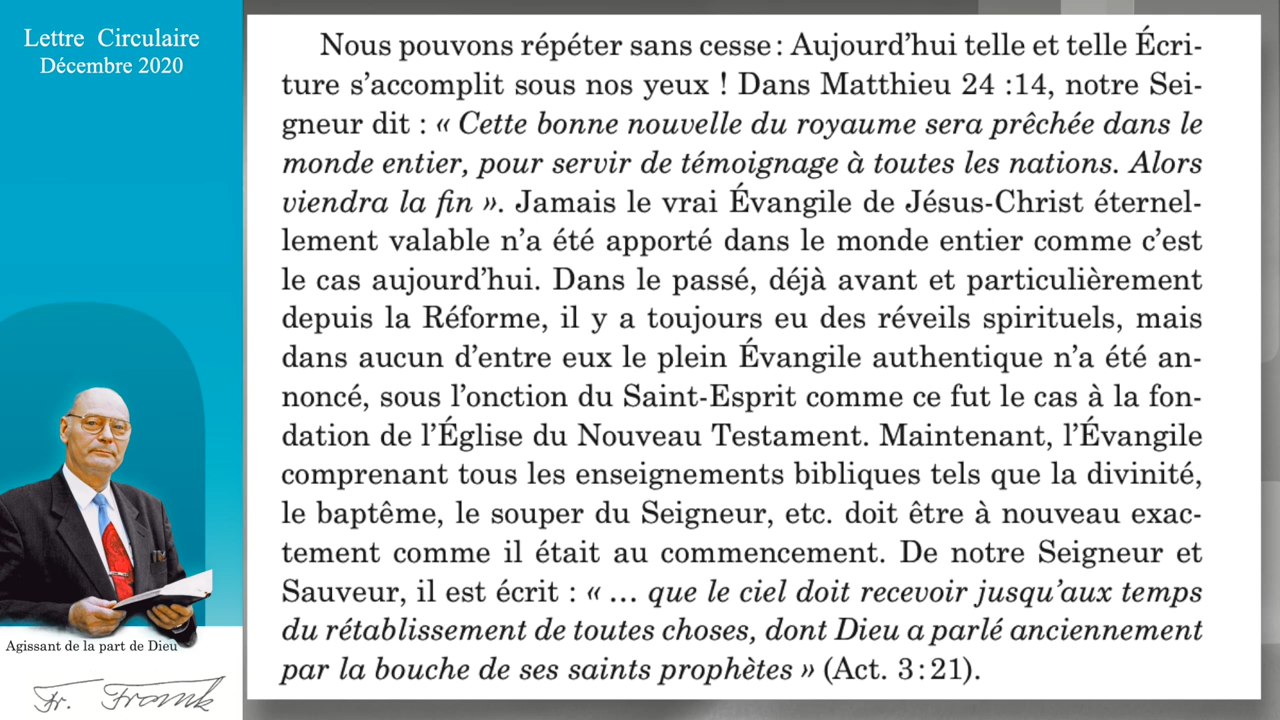 Lettre Circulaire
Décembre 2020
Nous pouvons répéter sans cesse : Aujourd’hui telle et telle Écri-
ture s’accomplit sous nos yeux ! Dans Matthieu 24 :14, notre Sei-
gneur dit : « Cette bonne nouvelle du royaume sera prêchée dans le
monde entier, pour servir de témoignage à toutes les nations. Alors
viendra la fin ». Jamais le vrai Évangile de Jésus-Christ éternel-
lement valable n’a été apporté dans le monde entier comme c’est
le cas aujourd’hui. Dans le passé, déjà avant et particulièrement
depuis la Réforme, il y a toujours eu des réveils spirituels, mais
dans aucun d’entre eux le plein Évangile authentique n’a été an-
noncé, sous l’onction du Saint-Esprit comme ce fut le cas à la fon-
dation de l’Église du Nouveau Testament. Maintenant, l’Évangile
comprenant tous les enseignements bibliques tels que la divinité,
le baptême, le souper du Seigneur, etc. doit être à nouveau exac-
tement comme il était au commencement. De notre Seigneur et
Sauveur, il est écrit : « … que le ciel doit recevoir jusqu’aux temps
du rétablissement de toutes choses, dont Dieu a parlé anciennement
par la bouche de ses saints prophètes » (Act. 3 : 21).
Agissant de la part de Dieu
Fr. Frank